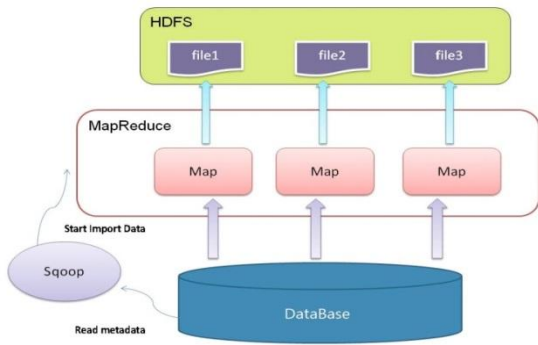 HDFS
file1
file2
file3
MapReduce
Map
Map
Map
Start Import Data
Sqoop
DataBase
Read metadata